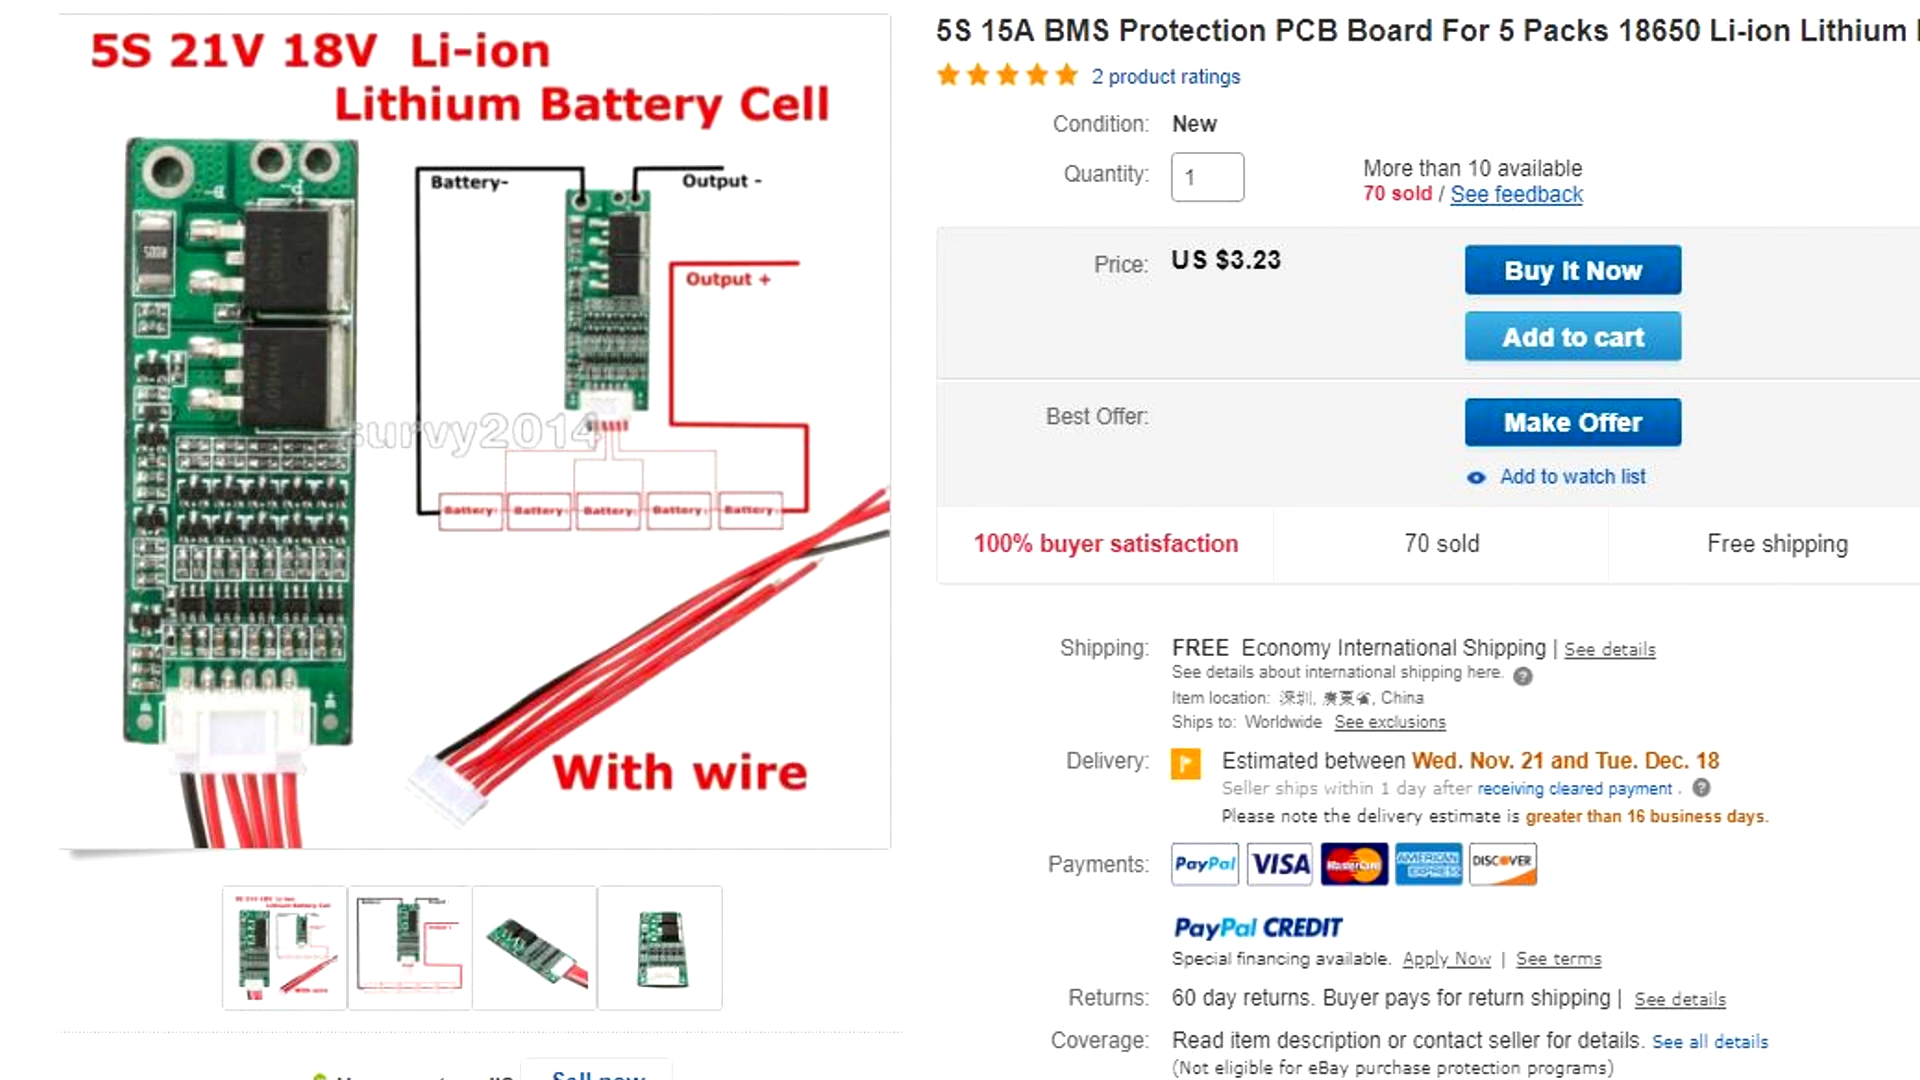 5S 21V 18V Li-ion
Lithium Battery Cell
Battery-
Output -
Output +
survy2014
Battery
Battery
Battery
Battery
Battery
With wire
5S 15A BMS Protection PCB Board For 5 Packs 18650 Li-ion Lithium
2 product ratings
Condition: New
Quantity: 1
More than 10 available
70 sold / See feedback
Price: US $3.23
Buy It Now
Add to cart
Best Offer:
Make Offer
Add to watch list
100% buyer satisfaction
70 sold
Free shipping
Shipping: FREE Economy International Shipping | See details
See details about international shipping here. ?
Item location: 深圳, 廣東省, China
Ships to: Worldwide See exclusions
Delivery: Estimated between Wed. Nov. 21 and Tue. Dec. 18
Seller ships within 1 day after receiving cleared payment . ?
Please note the delivery estimate is greater than 16 business days.
Payments: PayPal VISA MasterCard AMERICAN EXPRESS DISCOVER
PayPal CREDIT
Special financing available. Apply Now | See terms
Returns: 60 day returns. Buyer pays for return shipping | See details
Coverage: Read item description or contact seller for details. See all details
(Not eligible for eBay purchase protection programs)
Sell now